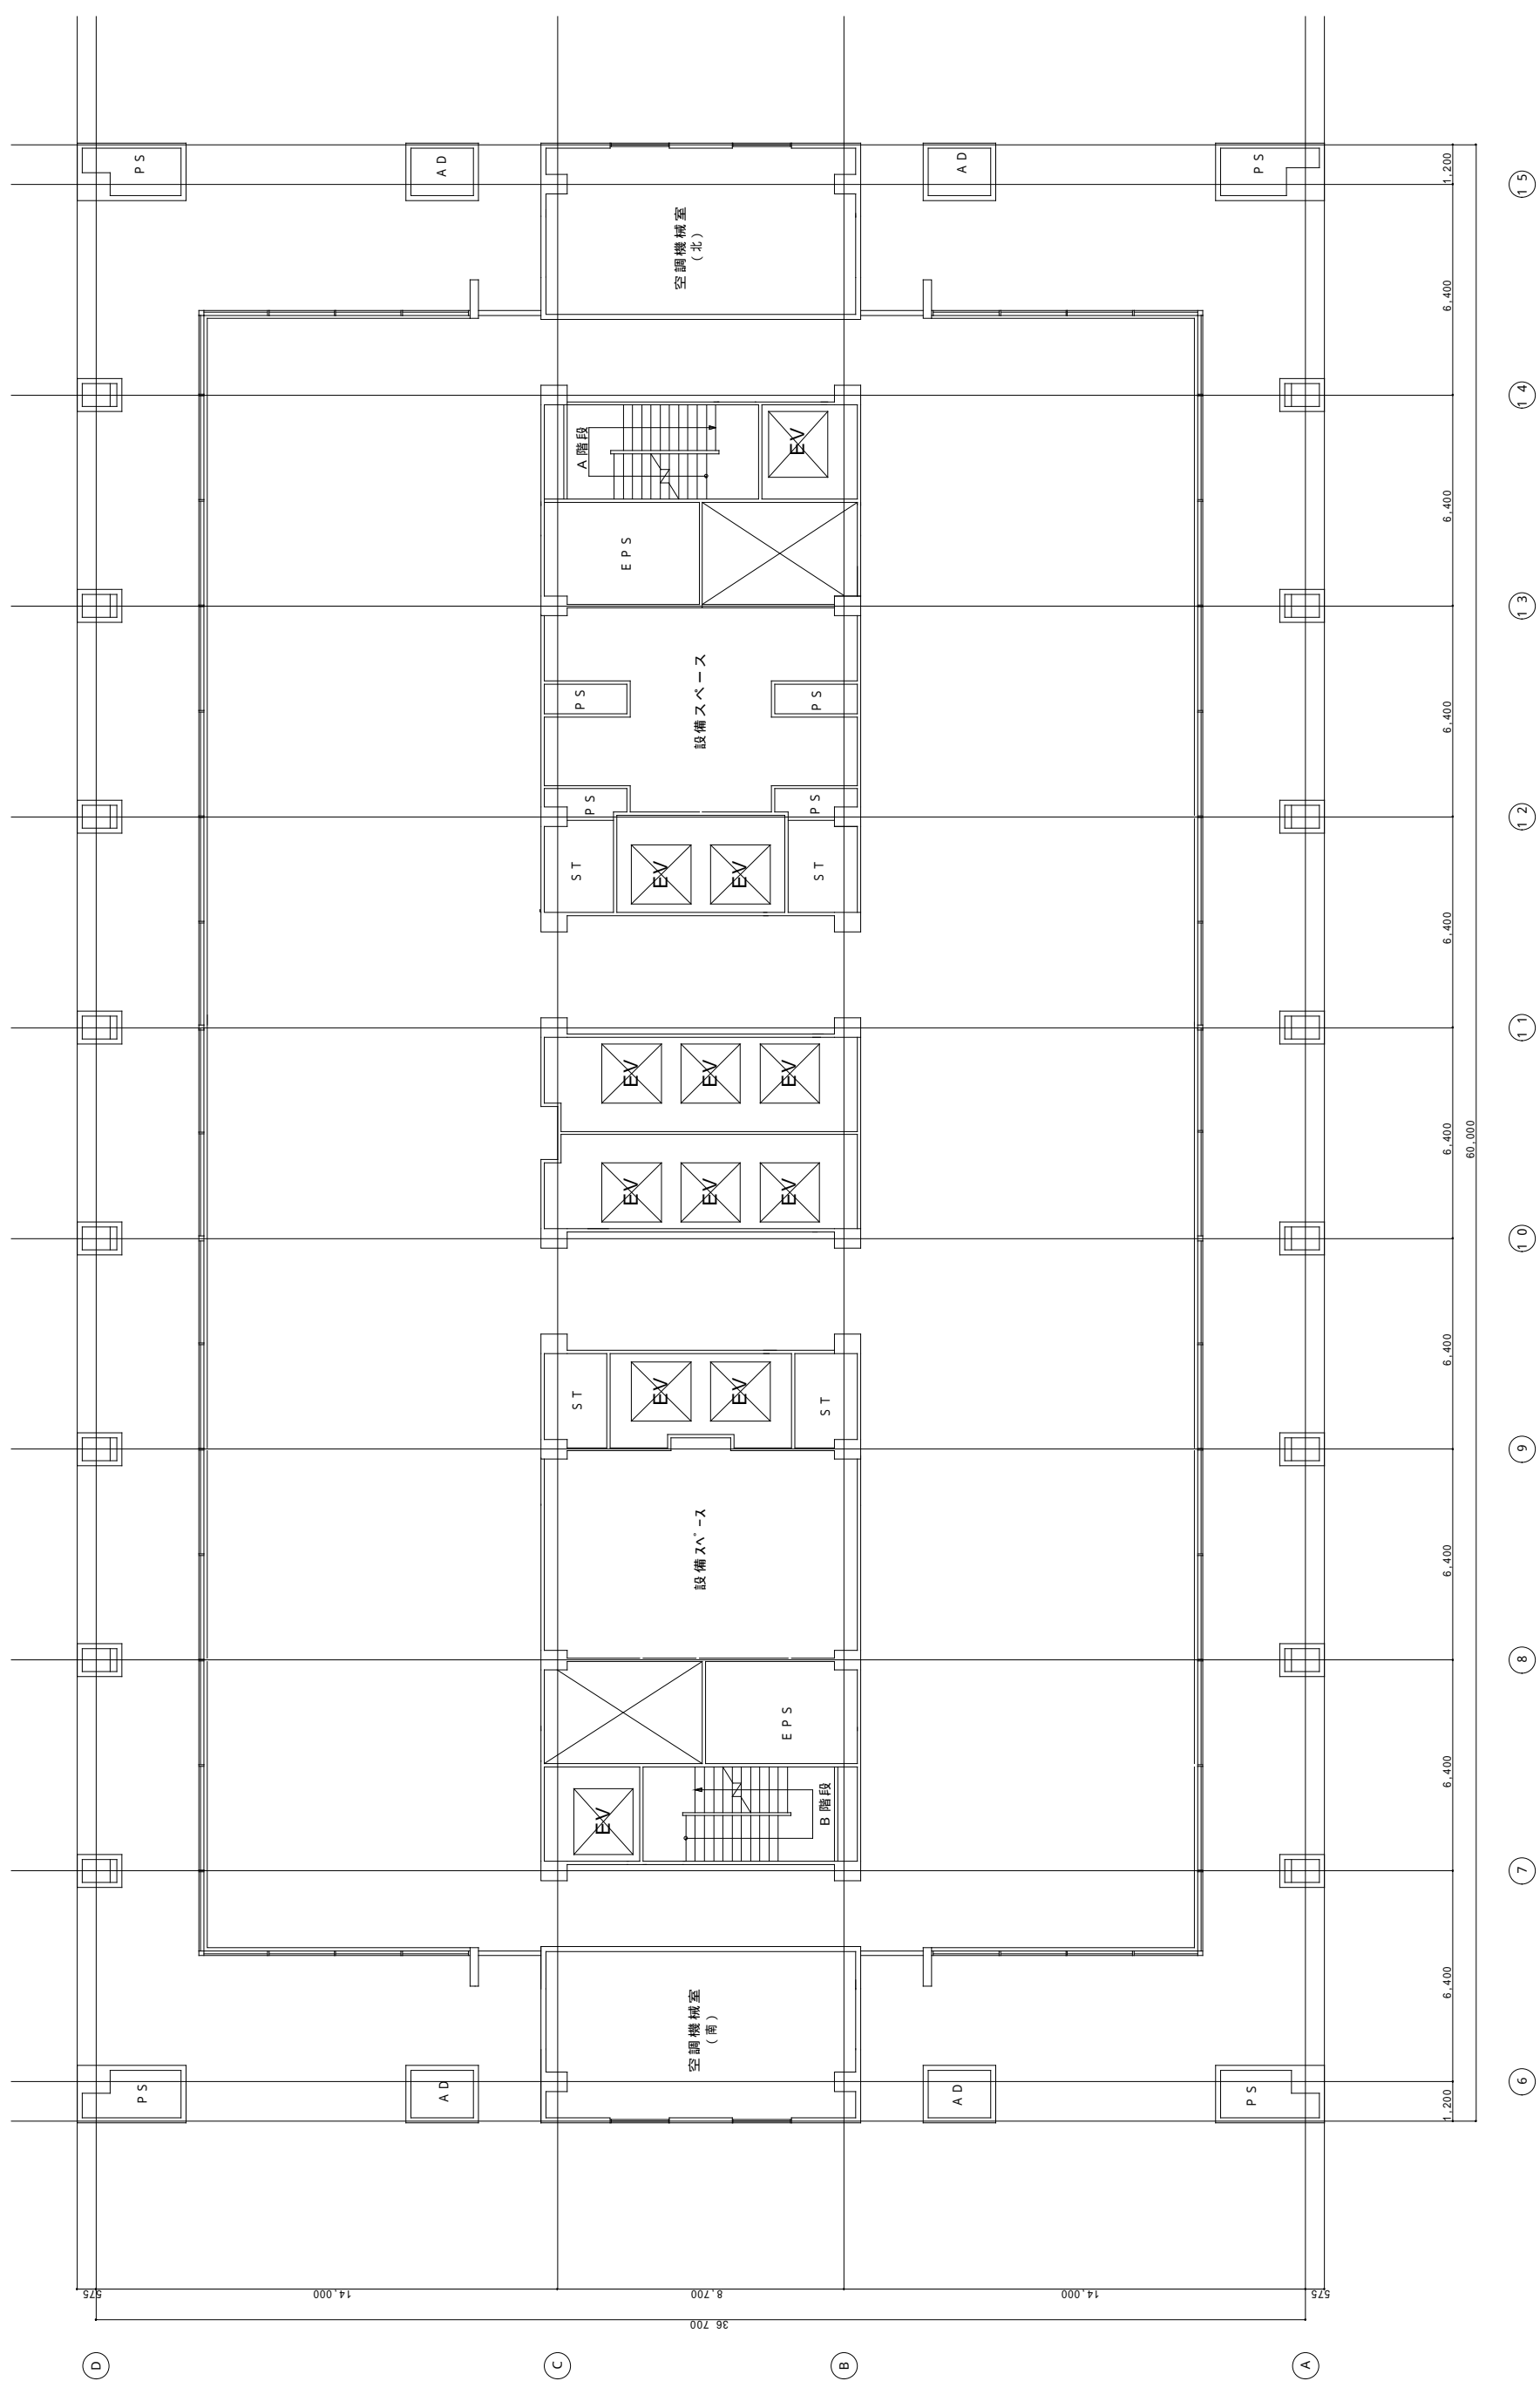 PS
AD
AD
PS
1,200
15
空調機械室
(北)
6,400
14
A階段
EV
6,400
EPS
13
設備スペース
PS
PS
6,400
PS
PS
12
ST
EV
EV
ST
6,400
11
EV
EV
EV
6,400
60,000
EV
EV
EV
10
6,400
ST
EV
EV
ST
9
設備スペース
6,400
8
EPS
EV
B階段
6,400
7
空調機械室
(南)
6,400
PS
AD
AD
PS
6
1,200
575
14,000
8,700
14,000
575
36,700
D
C
B
A